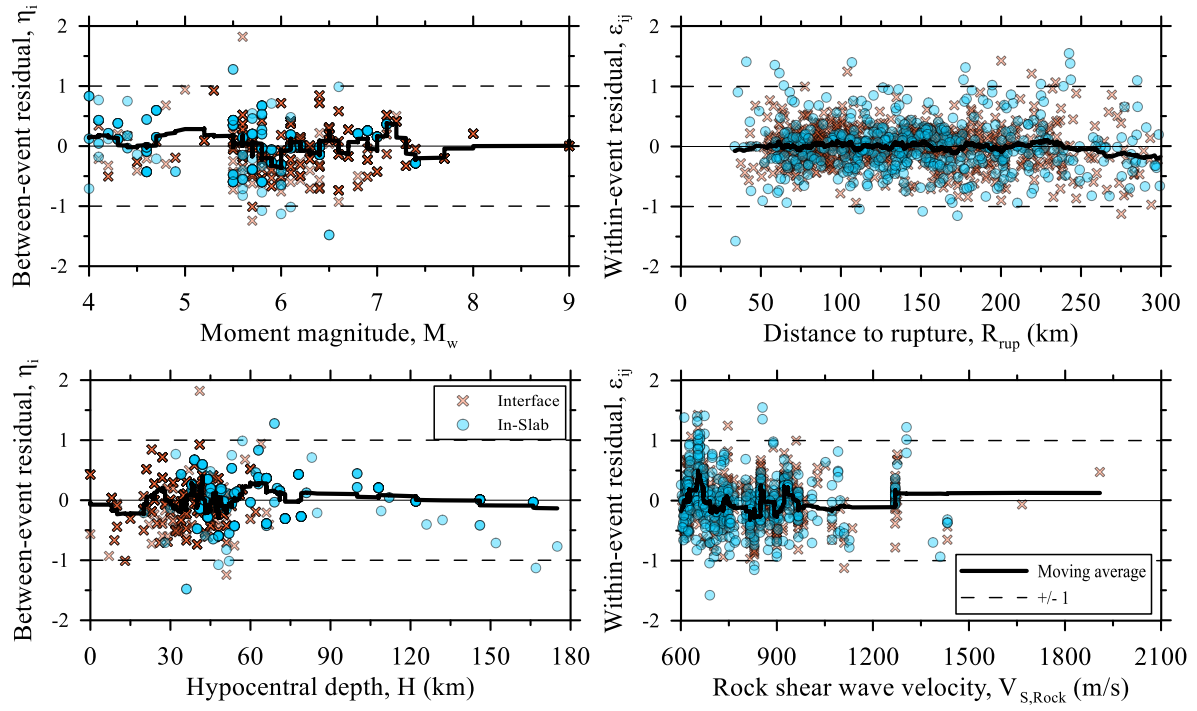 2
1
0
-1
-2
Between-event residual, ηi
4 5 6 7 8 9
Moment magnitude, Mw
2
1
0
-1
-2
Within-event residual, εij
0 50 100 150 200 250 300
Distance to rupture, Rrup (km)
2
1
0
-1
-2
Between-event residual, ηi
Interface
In-Slab
0 30 60 90 120 150 180
Hypocentral depth, H (km)
2
1
0
-1
-2
Within-event residual, εij
Moving average
+/- 1
600 900 1200 1500 1800 2100
Rock shear wave velocity, VS,Rock (m/s)